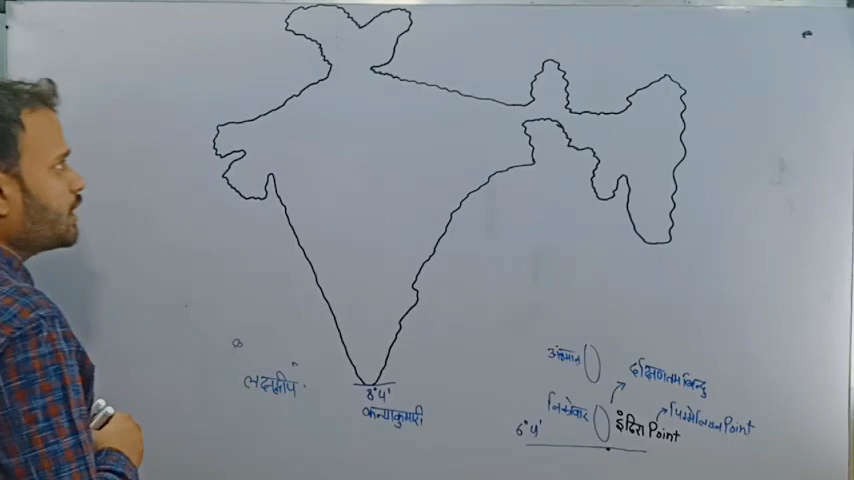 अंडमान
दक्षिणतम बिन्दु
लक्षद्वीप
8°4'
कन्याकुमारी
निकोबार
इंदिरा Point
पिग्मेलियन Point
6°4'